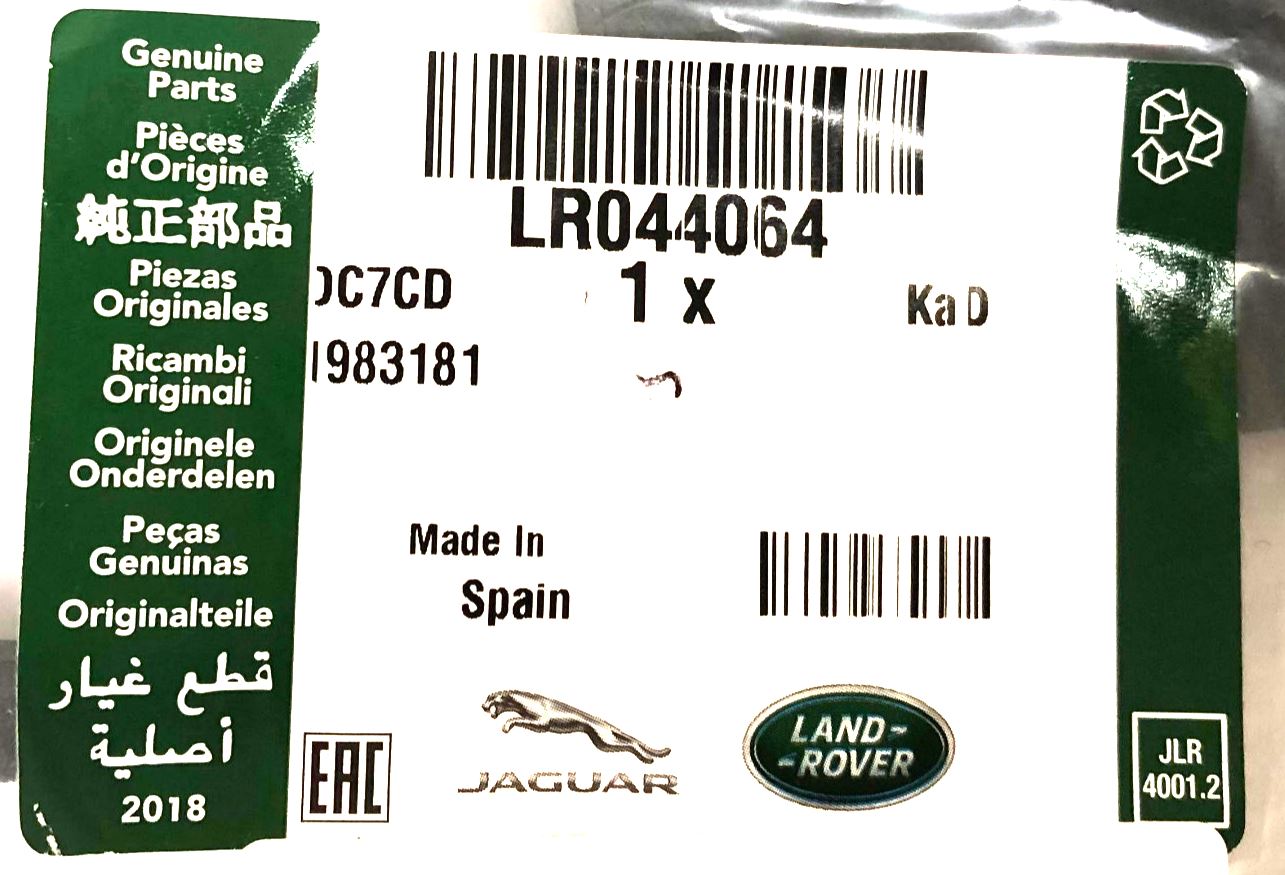 Genuine
Parts
Pièces
d'Origine
純正部品
Piezas
Originales
Ricambi
Originali
Originele
Onderdelen
Peças
Genuinas
Originalteile
قطع غيار
أصلية
2018
LR044064
1 x
Ka D
DC7CD
1983181
Made In
Spain
EAC
JAGUAR
LAND-
-ROVER
JLR
4001.2